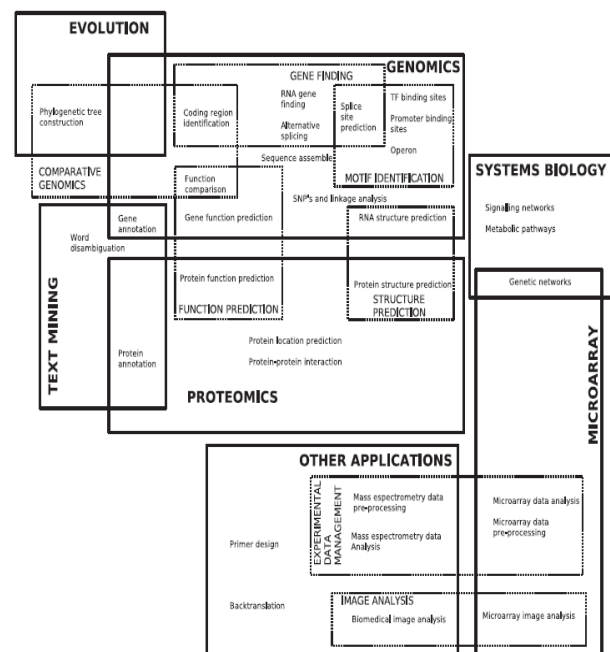 EVOLUTION
GENOMICS
GENE FINDING
RNA gene
finding
Alternative
splicing
Splice
site
prediction
TF binding sites
Promoter binding
sites
Operon
MOTIF IDENTIFICATION
Phylogenetic tree
construction
Coding region
identification
COMPARATIVE
GENOMICS
Sequence assemble
Function
comparison
SNP's and linkage analysis
SYSTEMS BIOLOGY
Signalling networks
Metabolic pathways
Genetic networks
Gene
annotation
Word
disambiguation
Gene function prediction
RNA structure prediction
Protein function prediction
FUNCTION PREDICTION
Protein structure prediction
STRUCTURE
PREDICTION
TEXT MINING
Protein
annotation
Protein location prediction
Protein-protein interaction
PROTEOMICS
MICROARRAY
OTHER APPLICATIONS
EXPERIMENTAL
DATA
MANAGEMENT
Mass espectrometry data
pre-processing
Mass espectrometry data
Analysis
Microarray data analysis
Microarray data
pre-processing
Primer design
Backtranslation
IMAGE ANALYSIS
Biomedical image analysis
Microarray image analysis